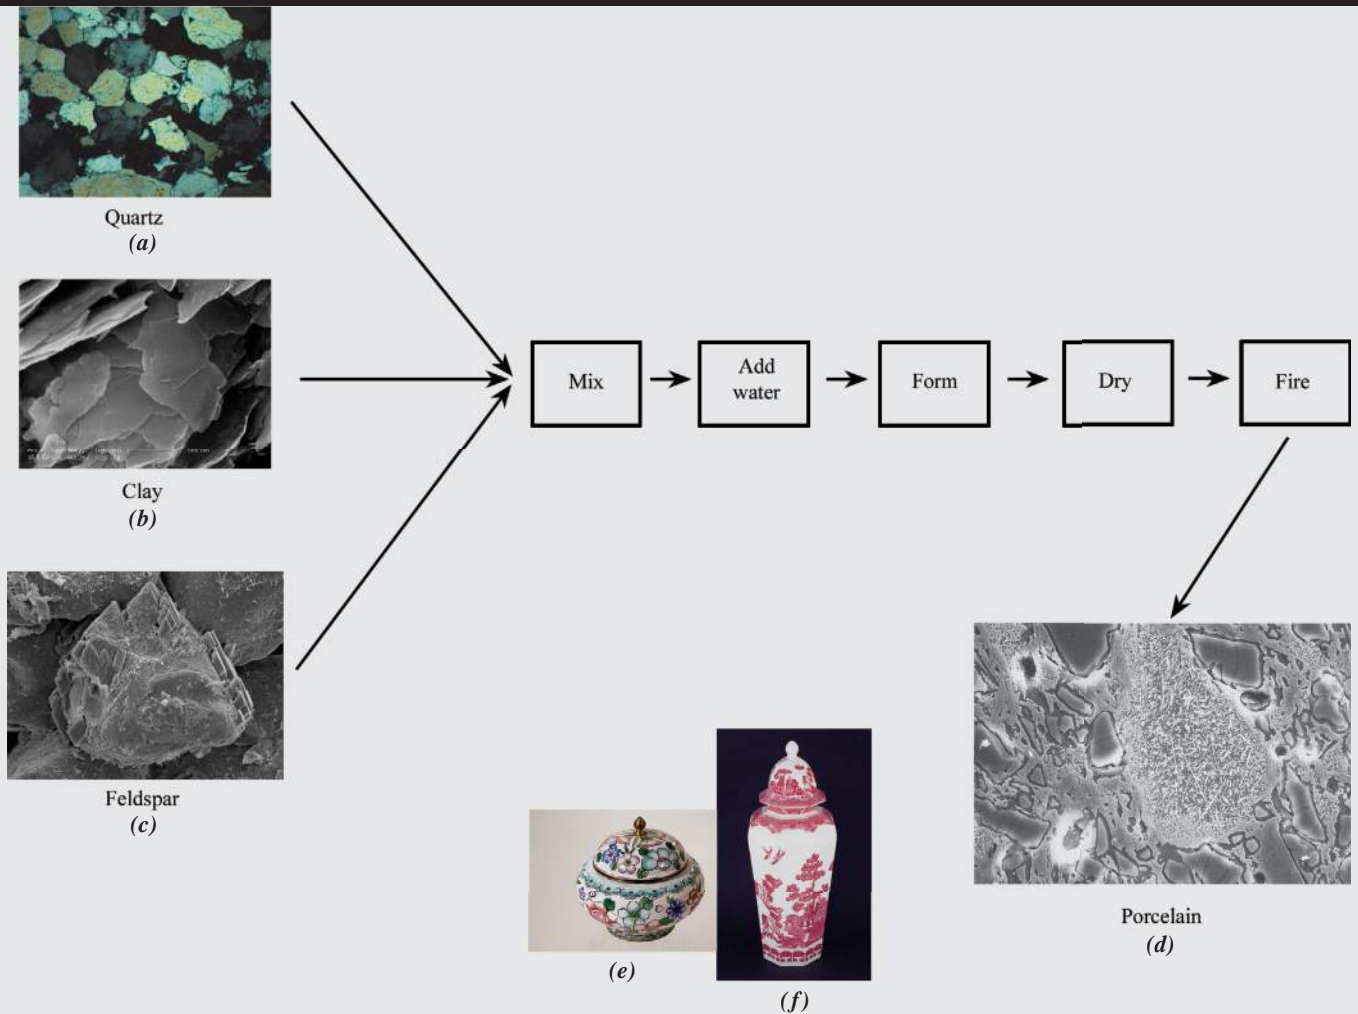 Quartz
(a)
Clay
(b)
Feldspar
(c)
Mix
Add
water
Form
Dry
Fire
Porcelain
(d)
(e)
(f)